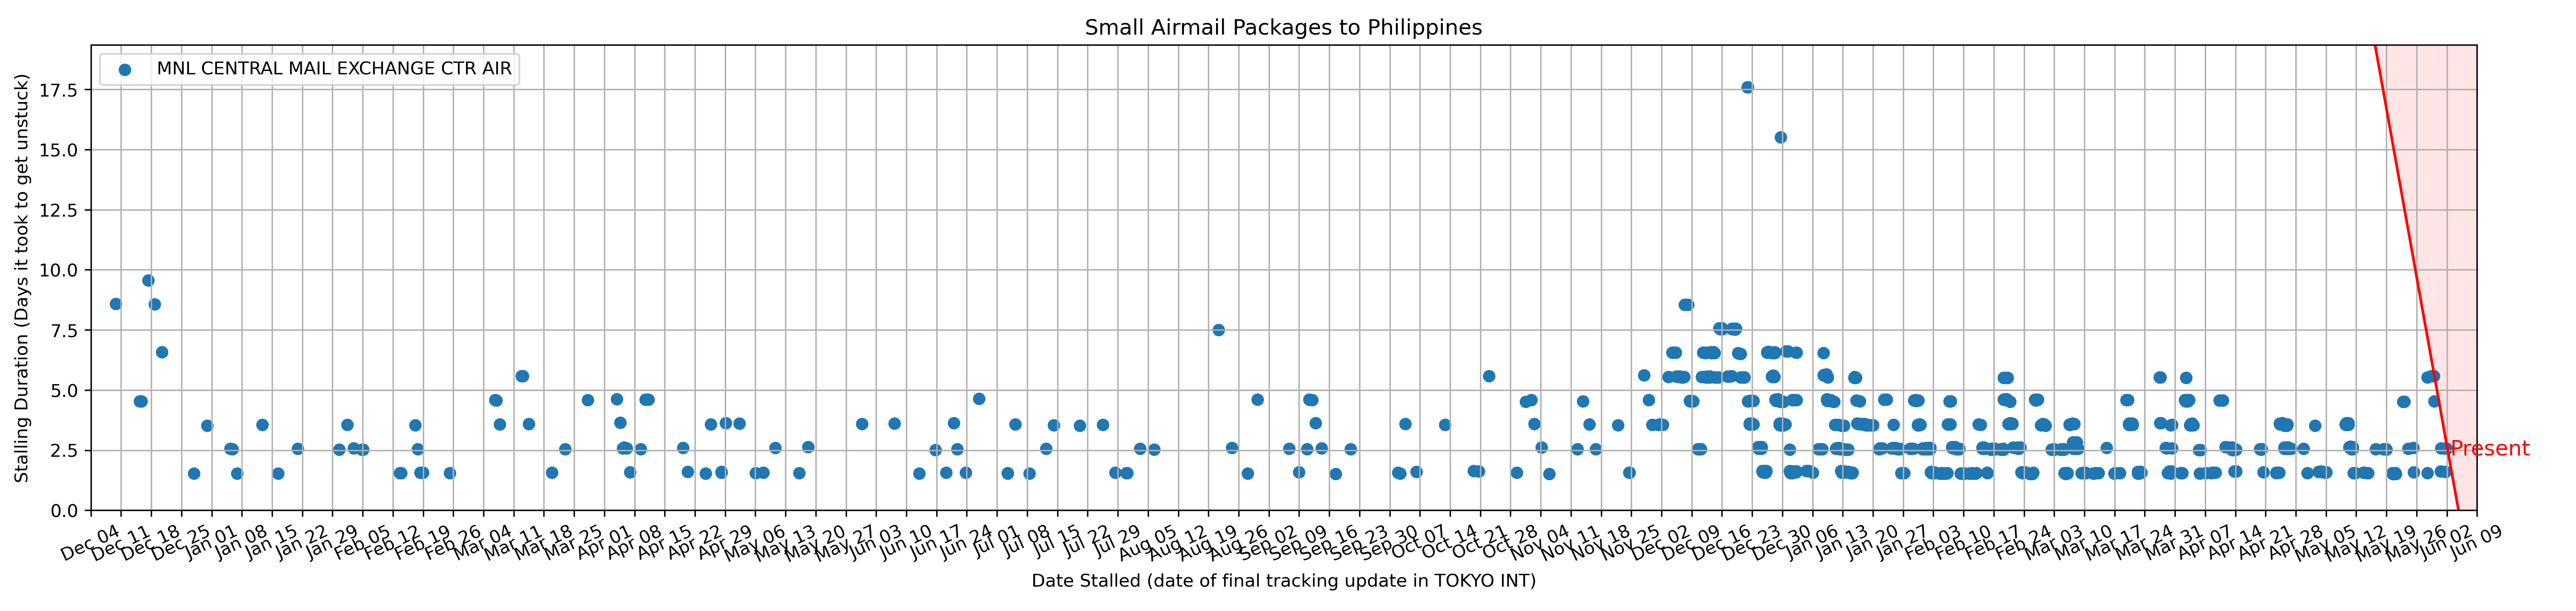 Small Airmail Packages to Philippines
MNL CENTRAL MAIL EXCHANGE CTR AIR
Stalling Duration (Days it took to get unstuck)
17.5
15.0
12.5
10.0
7.5
5.0
2.5
0.0
Present
Dec 04 Dec 11 Dec 18 Dec 25 Jan 01 Jan 08 Jan 15 Jan 22 Jan 29 Feb 05 Feb 12 Feb 19 Feb 26 Mar 04 Mar 11 Mar 18 Mar 25 Apr 01 Apr 08 Apr 15 Apr 22 Apr 29 May 06 May 13 May 20 May 27 Jun 03 Jun 10 Jun 17 Jun 24 Jul 01 Jul 08 Jul 15 Jul 22 Jul 29 Aug 05 Aug 12 Aug 19 Aug 26 Sep 02 Sep 09 Sep 16 Sep 23 Sep 30 Oct 07 Oct 14 Oct 21 Oct 28 Nov 04 Nov 11 Nov 18 Nov 25 Dec 02 Dec 09 Dec 16 Dec 23 Dec 30 Jan 06 Jan 13 Jan 20 Jan 27 Feb 03 Feb 10 Feb 17 Feb 24 Mar 03 Mar 10 Mar 17 Mar 24 Mar 31 Apr 07 Apr 14 Apr 21 Apr 28 May 05 May 12 May 19 May 26 Jun 02 Jun 09
Date Stalled (date of final tracking update in TOKYO INT)